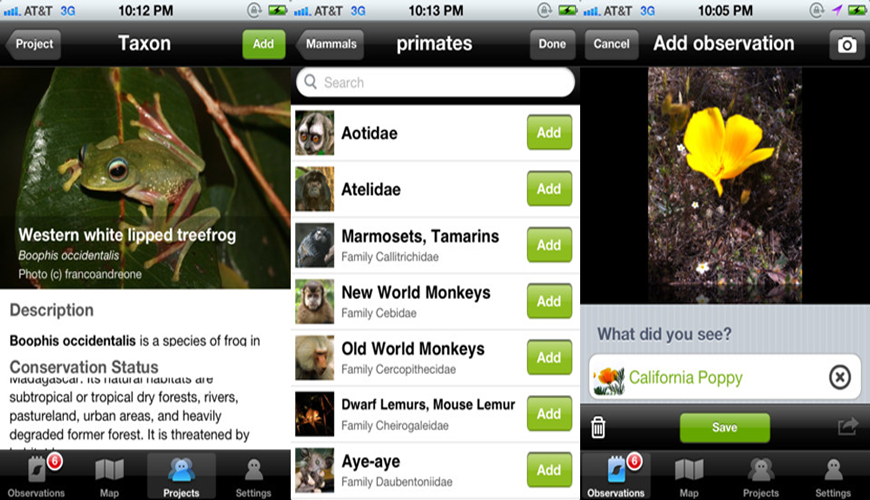 AT&T 3G 10:12 PM
Project Taxon Add
Western white lipped treefrog
Boophis occidentalis
Photo (c) francoandreone
Description
Boophis occidentalis is a species of frog in
Conservation Status
Madagascar. Its natural habitats are
subtropical or tropical dry forests, rivers,
pastureland, urban areas, and heavily
degraded former forest. It is threatened by
Observations 6 Map Projects Settings
AT&T 3G 10:13 PM
Mammals primates Done
Search
Aotidae Add
Atelidae Add
Marmosets, Tamarins
Family Callitrichidae
Add
New World Monkeys
Family Cebidae
Add
Old World Monkeys
Family Cercopithecidae
Add
Dwarf Lemurs, Mouse Lemur
Family Cheirogaleidae
Add
Aye-aye
Family Daubentoniidae
Add
AT&T 3G 10:05 PM
Cancel Add observation
What did you see?
California Poppy
Save
Observations 6 Map Projects Settings